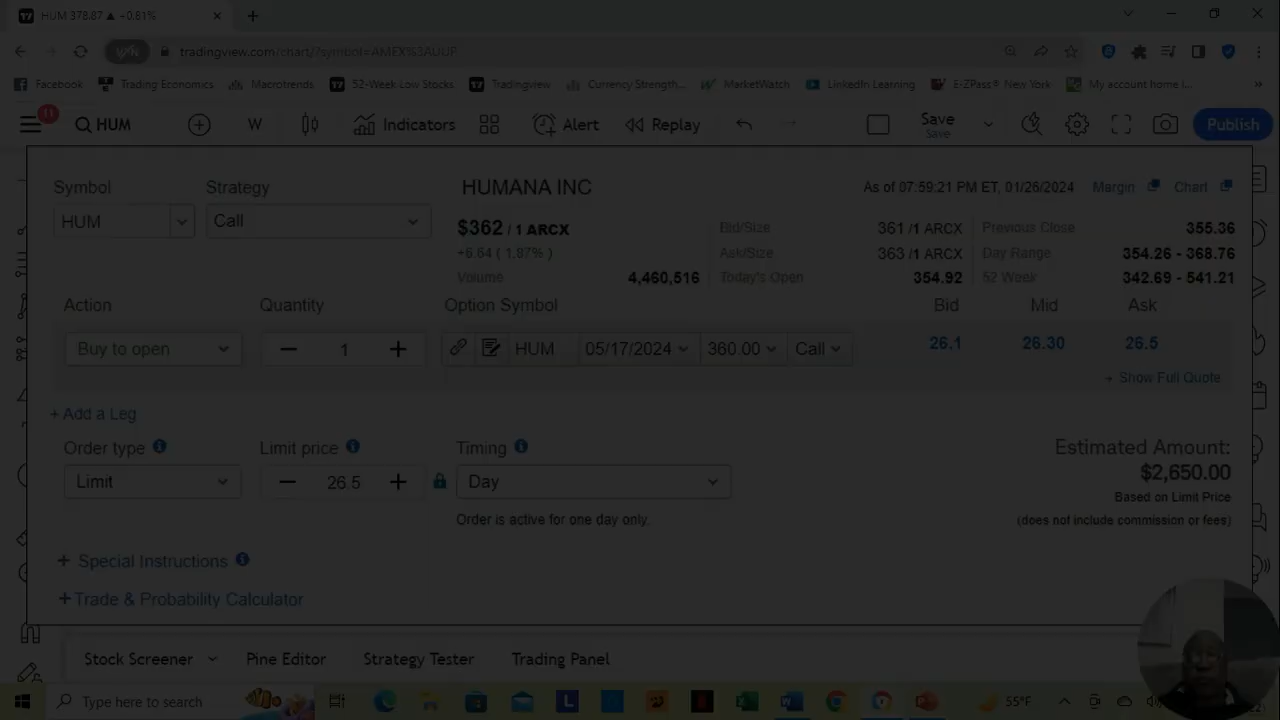 HUM 378.87 ▲ +0.81%
tradingview.com/chart/?symbol=AMEX%3AUUP
Facebook Trading Economics Macrotrends 52-Week Low Stocks Tradingview Currency Strength... MarketWatch LinkedIn Learning E-ZPass® New York My account home |... »
11
HUM W Indicators Alert Replay Save Publish
Save
Symbol Strategy HUMANA INC As of 07:59:21 PM ET, 01/26/2024 Margin Chart
HUM Call $362 / 1 ARCX Bid/Size 361 /1 ARCX Previous Close 355.36
+6.64 ( 1.87% ) Ask/Size 363 /1 ARCX Day Range 354.26 - 368.76
Volume 4,460,516 Today's Open 354.92 52 Week 342.69 - 541.21
Action Quantity Option Symbol Bid Mid Ask
Buy to open 1 HUM 05/17/2024 360.00 Call 26.1 26.30 26.5
Show Full Quote
+ Add a Leg
Order type Limit price Timing Estimated Amount:
Limit 26.5 Day $2,650.00
Based on Limit Price
Order is active for one day only. (does not include commission or fees)
+ Special Instructions
+ Trade & Probability Calculator
Stock Screener Pine Editor Strategy Tester Trading Panel
Type here to search 55°F